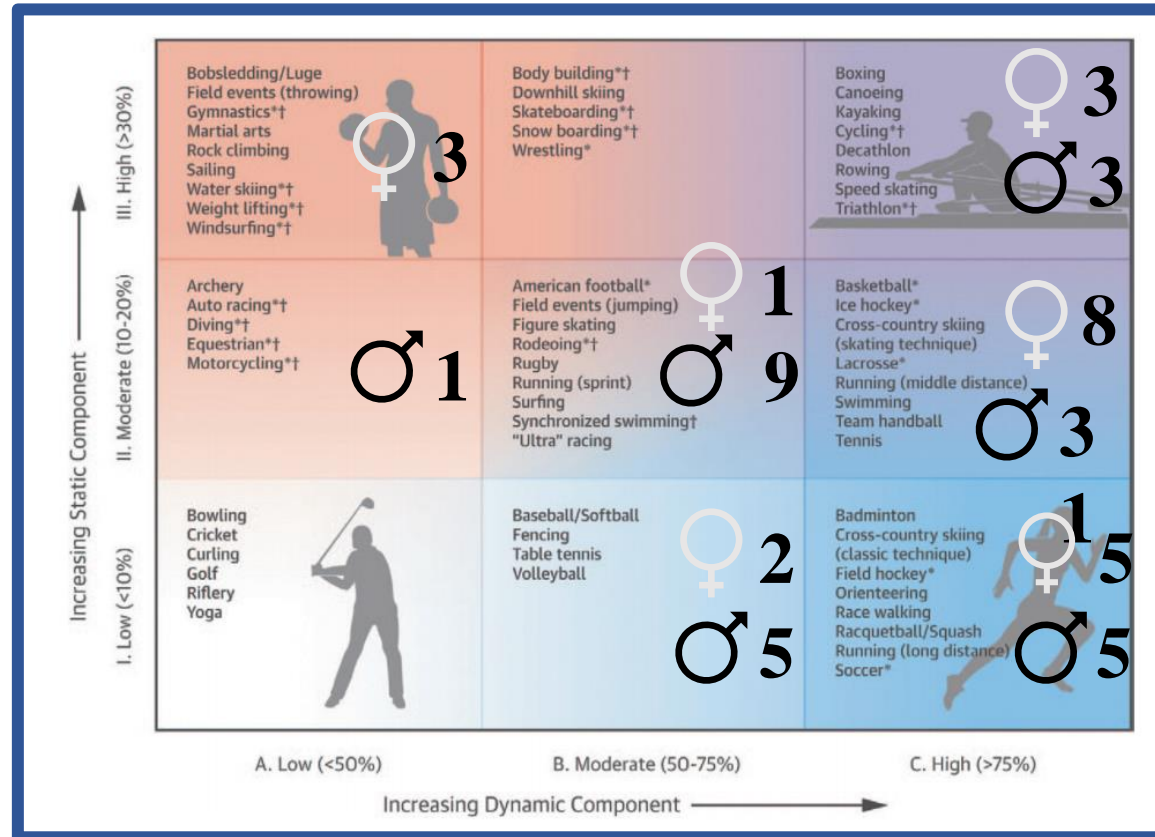 Increasing Static Component
III. High (>30%)
Bobsledding/Luge
Field events (throwing)
Gymnastics*†
Martial arts
Rock climbing
Sailing
Water skiing*†
Weight lifting*†
Windsurfing*†
♀ 3
Body building*†
Downhill skiing
Skateboarding*†
Snow boarding*†
Wrestling*
Boxing
Canoeing
Kayaking
Cycling*†
Decathlon
Rowing
Speed skating
Triathlon*†
♀ 3
♂ 3
II. Moderate (10-20%)
Archery
Auto racing*†
Diving*†
Equestrian*†
Motorcycling*†
♂ 1
American football*
Field events (jumping)
Figure skating
Rodeoing*†
Rugby
Running (sprint)
Surfing
Synchronized swimming†
"Ultra" racing
♀ 1
♂ 9
Basketball*
Ice hockey*
Cross-country skiing
(skating technique)
Lacrosse*
Running (middle distance)
Swimming
Team handball
Tennis
♀ 8
♂ 3
I. Low (<10%)
Bowling
Cricket
Curling
Golf
Riflery
Yoga
Baseball/Softball
Fencing
Table tennis
Volleyball
♀ 2
♂ 5
Badminton
Cross-country skiing
(classic technique)
Field hockey*
Orienteering
Race walking
Racquetball/Squash
Running (long distance)
Soccer*
1
♀ 5
♂ 5
A. Low (<50%)
B. Moderate (50-75%)
C. High (>75%)
Increasing Dynamic Component